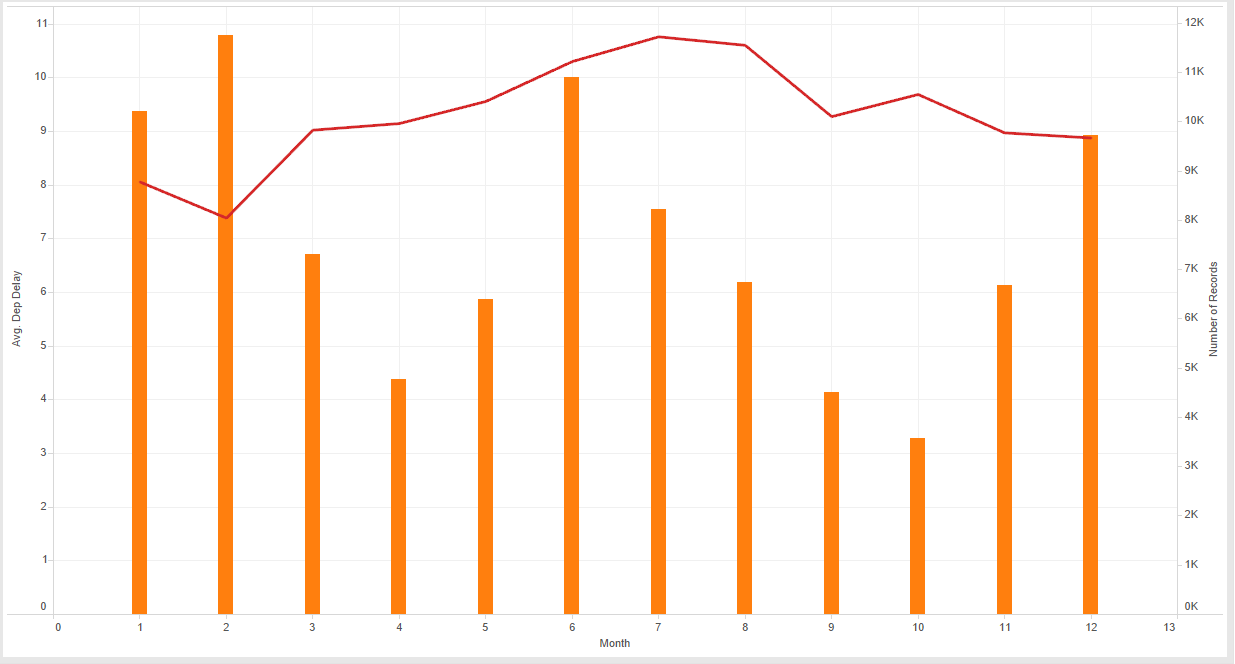 11
10
9
8
7
6
5
4
3
2
1
0
Avg. Dep Delay
12K
11K
10K
9K
8K
7K
6K
5K
4K
3K
2K
1K
0K
Number of Records
0 1 2 3 4 5 6 7 8 9 10 11 12 13
Month